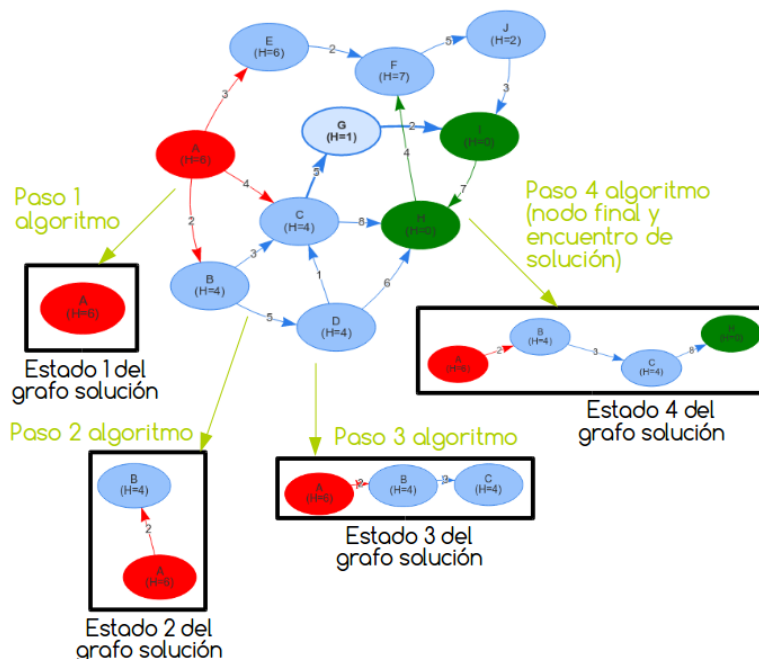 E
(H=6)
2
F
(H=7)
5
J
(H=2)
3
3
G
(H=1)
2
I
(H=0)
A
(H=6)
4
5
4
7
2
C
(H=4)
8
H
(H=0)
3
B
(H=4)
1
6
5
D
(H=4)
Paso 1
algoritmo
A
(H=6)
Estado 1 del
grafo solución
Paso 2 algoritmo
B
(H=4)
2
A
(H=6)
Estado 2 del
grafo solución
Paso 3 algoritmo
A
(H=6)
B
(H=4)
C
(H=4)
Estado 3 del
grafo solución
Paso 4 algoritmo
(nodo final y
encuentro de
solución)
A
(H=6)
2
B
(H=4)
3
C
(H=4)
8
H
(H=0)
Estado 4 del
grafo solución